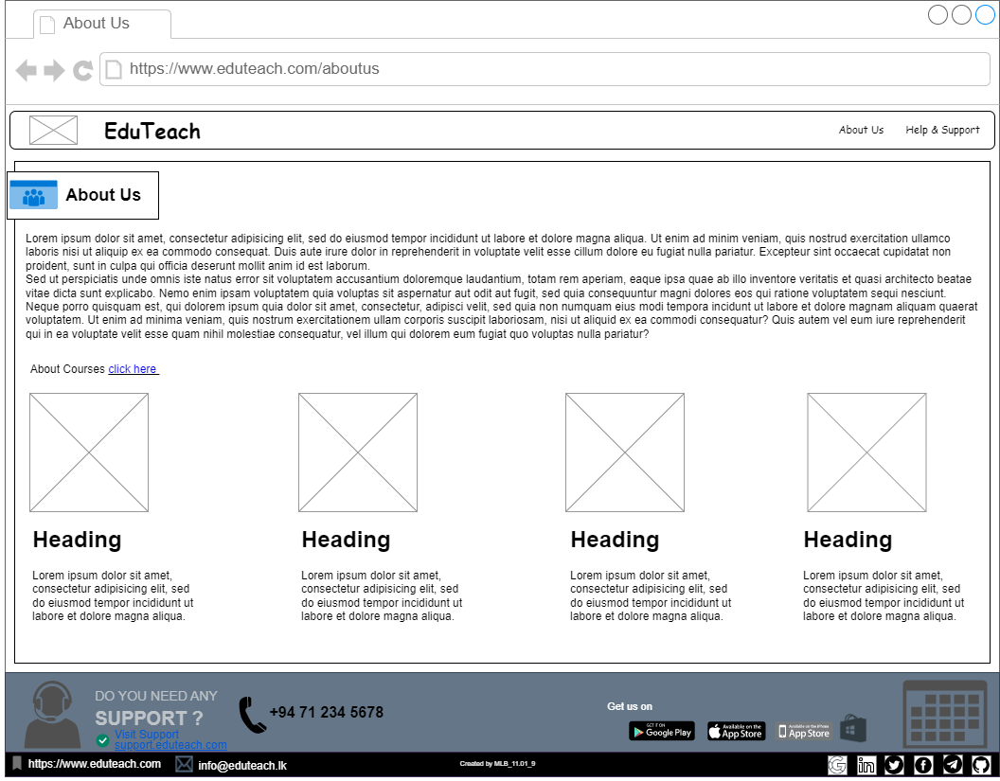 About Us
https://www.eduteach.com/aboutus
EduTeach
About Us
Help & Support
About Us
Lorem ipsum dolor sit amet, consectetur adipisicing elit, sed do eiusmod tempor incididunt ut labore et dolore magna aliqua. Ut enim ad minim veniam, quis nostrud exercitation ullamco
laboris nisi ut aliquip ex ea commodo consequat. Duis aute irure dolor in reprehenderit in voluptate velit esse cillum dolore eu fugiat nulla pariatur. Excepteur sint occaecat cupidatat non
proident, sunt in culpa qui officia deserunt mollit anim id est laborum.
Sed ut perspiciatis unde omnis iste natus error sit voluptatem accusantium doloremque laudantium, totam rem aperiam, eaque ipsa quae ab illo inventore veritatis et quasi architecto beatae
vitae dicta sunt explicabo. Nemo enim ipsam voluptatem quia voluptas sit aspernatur aut odit aut fugit, sed quia consequuntur magni dolores eos qui ratione voluptatem sequi nesciunt.
Neque porro quisquam est, qui dolorem ipsum quia dolor sit amet, consectetur, adipisci velit, sed quia non numquam eius modi tempora incidunt ut labore et dolore magnam aliquam quaerat
voluptatem. Ut enim ad minima veniam, quis nostrum exercitationem ullam corporis suscipit laboriosam, nisi ut aliquid ex ea commodi consequatur? Quis autem vel eum iure reprehenderit
qui in ea voluptate velit esse quam nihil molestiae consequatur, vel illum qui dolorem eum fugiat quo voluptas nulla pariatur?
About Courses click here
Heading
Lorem ipsum dolor sit amet,
consectetur adipisicing elit, sed
do eiusmod tempor incididunt ut
labore et dolore magna aliqua.
Heading
Lorem ipsum dolor sit amet,
consectetur adipisicing elit, sed
do eiusmod tempor incididunt ut
labore et dolore magna aliqua.
Heading
Lorem ipsum dolor sit amet,
consectetur adipisicing elit, sed
do eiusmod tempor incididunt ut
labore et dolore magna aliqua.
Heading
Lorem ipsum dolor sit amet,
consectetur adipisicing elit, sed
do eiusmod tempor incididunt ut
labore et dolore magna aliqua.
DO YOU NEED ANY
SUPPORT ?
Visit Support
support.eduteach.com
+94 71 234 5678
Get us on
GET IT ON
Google Play
Available on the
App Store
Available on the iPhone
App Store
https://www.eduteach.com
info@eduteach.lk
Created by MLB_11.01_9